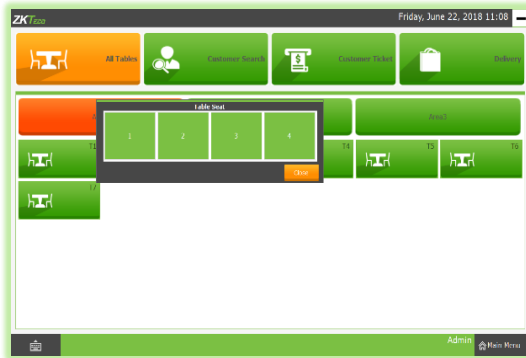 ZKTeco
Friday, June 22, 2018 11:08
All Tables
Customer Search
Customer Ticket
Delivery
A
Area3
Table Seat
1
2
3
4
Close
T1
T4
T5
T6
T7
Admin
Main Menu